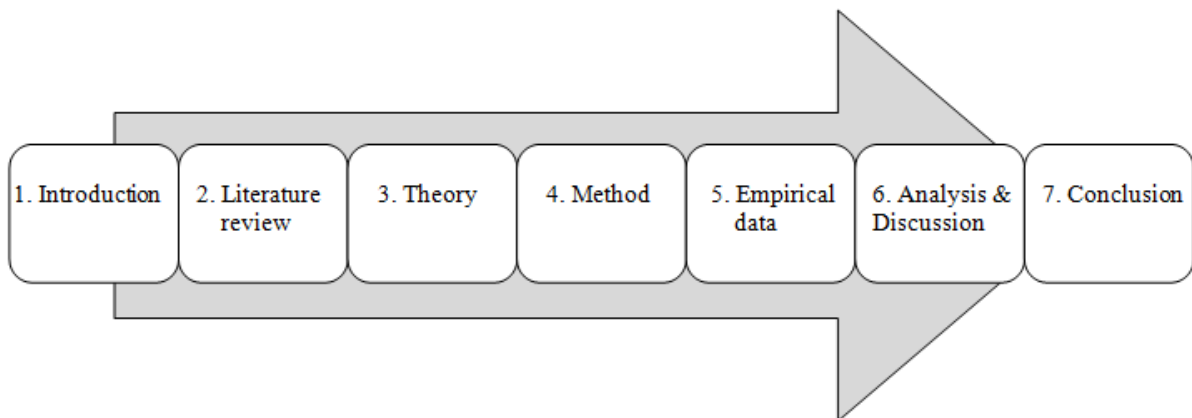 1. Introduction
2. Literature
review
3. Theory
4. Method
5. Empirical
data
6. Analysis &
Discussion
7. Conclusion